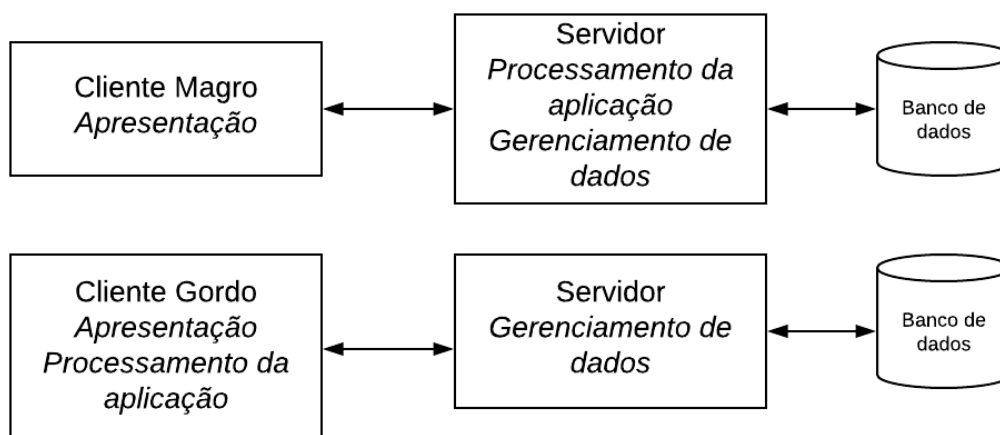 Cliente Magro
Apresentação
Servidor
Processamento da
aplicação
Gerenciamento de
dados
Banco de
dados
Cliente Gordo
Apresentação
Processamento da
aplicação
Servidor
Gerenciamento de
dados
Banco de
dados